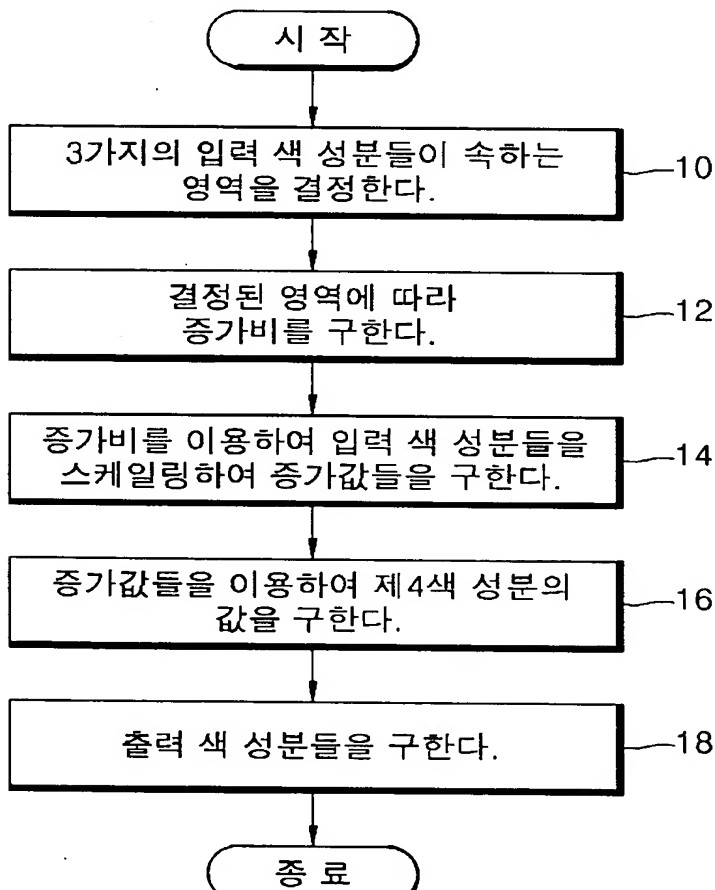 시 작
3가지의 입력 색 성분들이 속하는
영역을 결정한다.
10
결정된 영역에 따라
증가비를 구한다.
12
증가비를 이용하여 입력 색 성분들을
스케일링하여 증가값들을 구한다.
14
증가값들을 이용하여 제4색 성분의
값을 구한다.
16
출력 색 성분들을 구한다.
18
종 료